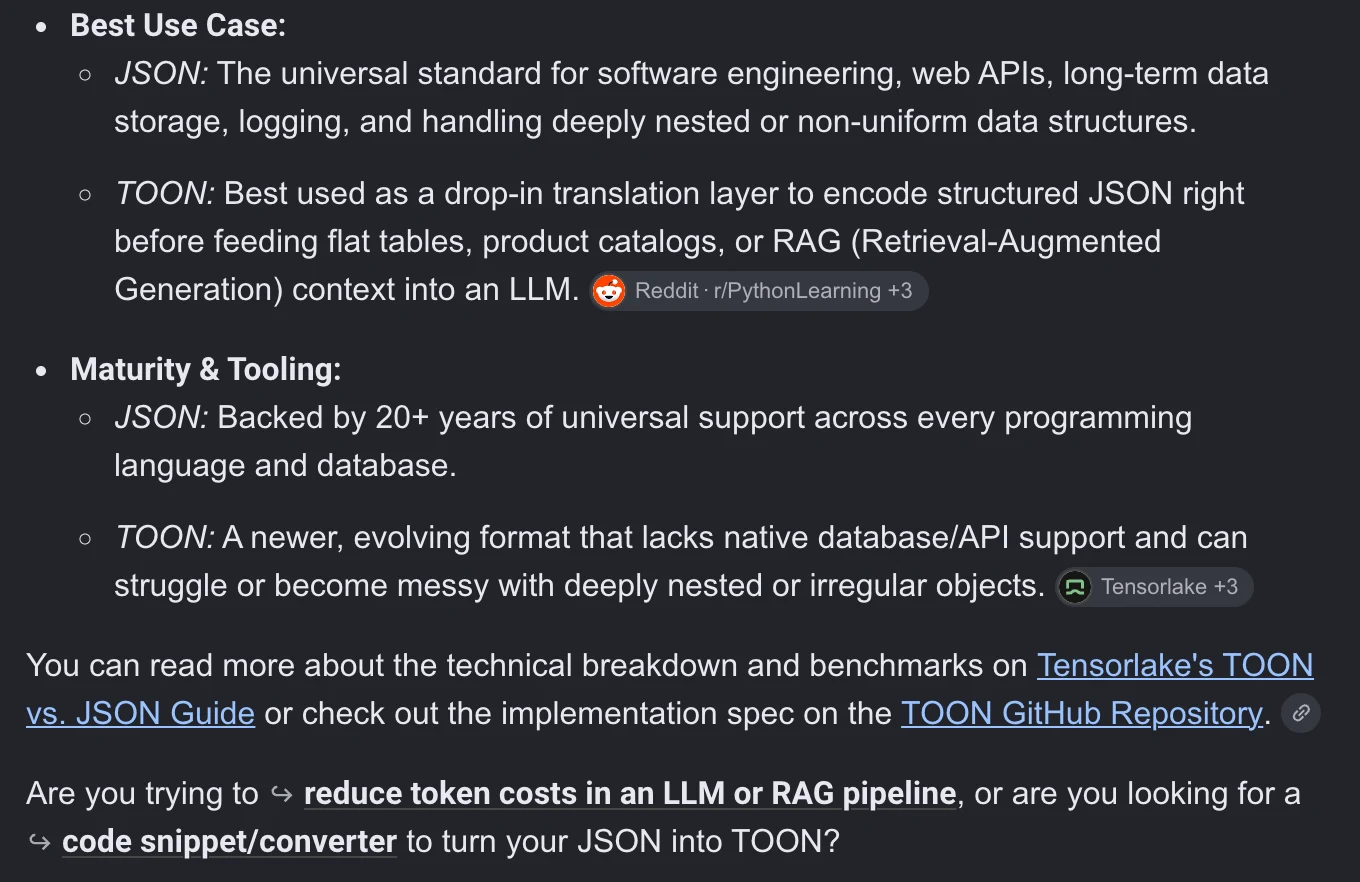 • Best Use Case:
○ JSON: The universal standard for software engineering, web APIs, long-term data
storage, logging, and handling deeply nested or non-uniform data structures.
○ TOON: Best used as a drop-in translation layer to encode structured JSON right
before feeding flat tables, product catalogs, or RAG (Retrieval-Augmented
Generation) context into an LLM. Reddit · r/PythonLearning +3
• Maturity & Tooling:
○ JSON: Backed by 20+ years of universal support across every programming
language and database.
○ TOON: A newer, evolving format that lacks native database/API support and can
struggle or become messy with deeply nested or irregular objects. Tensorlake +3
You can read more about the technical breakdown and benchmarks on Tensorlake's TOON
vs. JSON Guide or check out the implementation spec on the TOON GitHub Repository.
Are you trying to ↪ reduce token costs in an LLM or RAG pipeline, or are you looking for a
↪ code snippet/converter to turn your JSON into TOON?